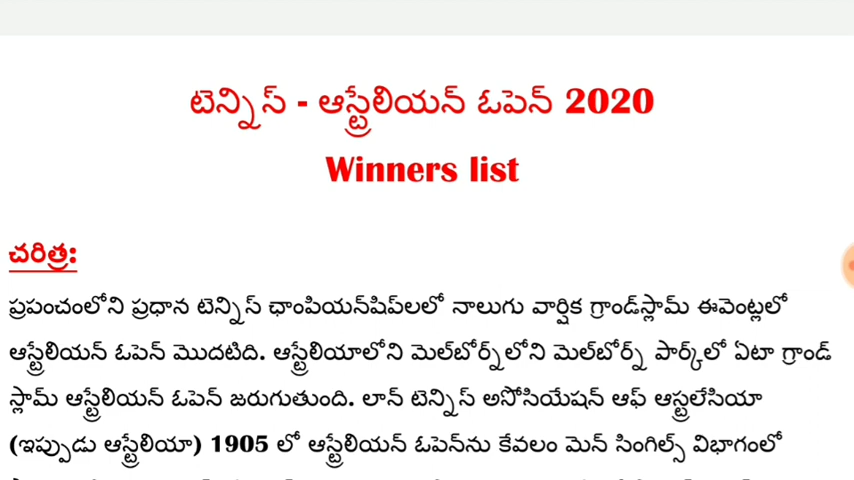 టెన్నిస్ - ఆస్ట్రేలియన్ ఓపెన్ 2020
Winners list
చరిత్ర:
ప్రపంచంలోని ప్రధాన టెన్నిస్ ఛాంపియన్‌షిప్‌లలో నాలుగు వార్షిక గ్రాండ్‌స్లామ్ ఈవెంట్లలో
ఆస్ట్రేలియన్ ఓపెన్ మొదటిది. ఆస్ట్రేలియాలోని మెల్‌బోర్న్‌లోని మెల్‌బోర్న్ పార్క్‌లో ఏటా గ్రాండ్
స్లామ్ ఆస్ట్రేలియన్ ఓపెన్ జరుగుతుంది. లాన్ టెన్నిస్ అసోసియేషన్ ఆఫ్ ఆస్ట్రలేసియా
(ఇప్పుడు ఆస్ట్రేలియా) 1905 లో ఆస్ట్రేలియన్ ఓపెన్‌ను కేవలం మెన్ సింగిల్స్ విభాగంలో